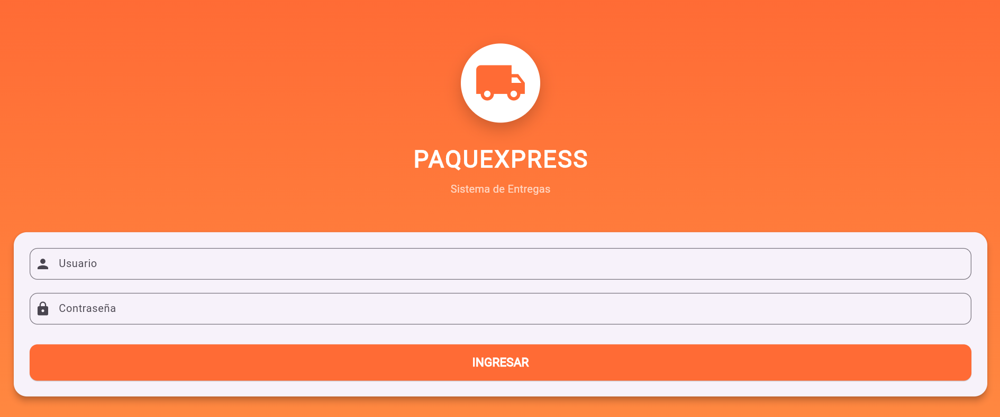 PAQUEXPRESS
Sistema de Entregas
Usuario
Contraseña
INGRESAR